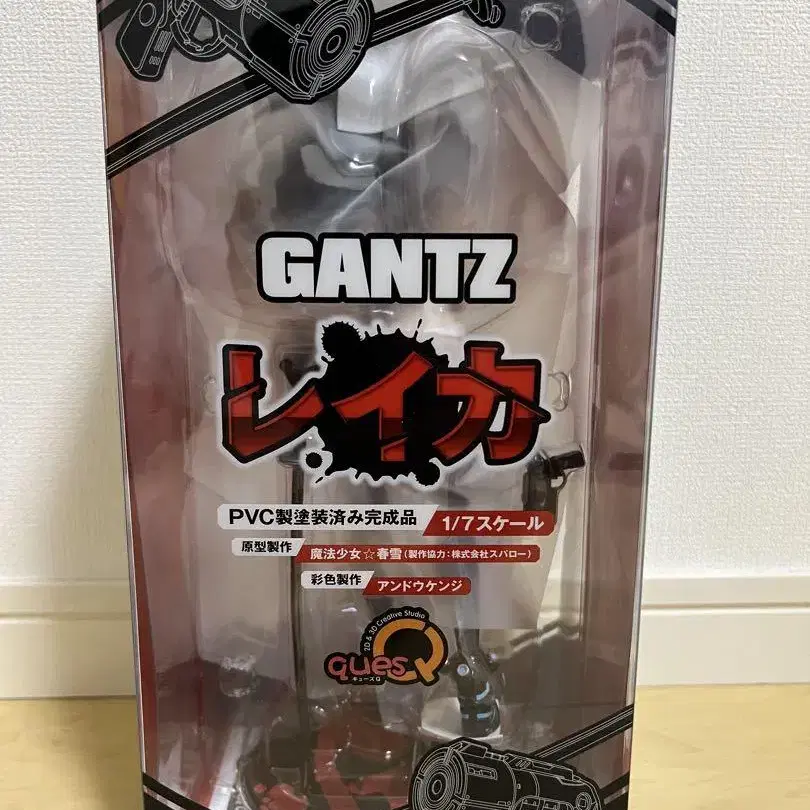 GANTZ
レイカ
PVC製塗装済み完成品 1/7スケール
原型製作 魔法少女☆春雪(製作協力:株式会社スパロー)
彩色製作 アンドウケンジ
2D & 3D Creative Studio
quesQ
キューズQ